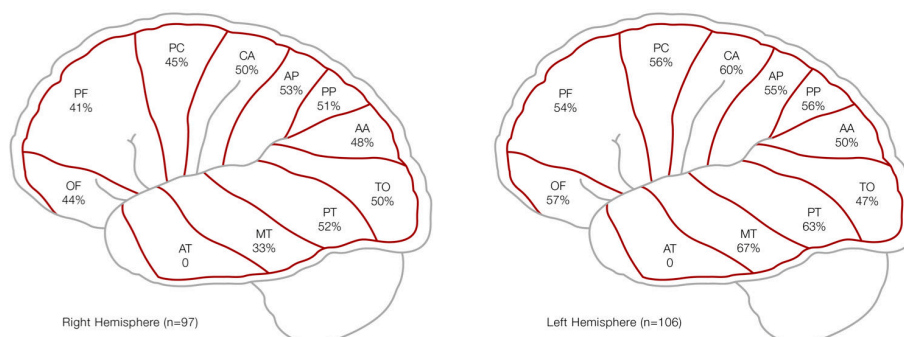 PC
45%
CA
50%
AP
53%
PP
51%
PF
41%
AA
48%
OF
44%
TO
50%
PT
52%
MT
33%
AT
0
Right Hemisphere (n=97)
PC
56%
CA
60%
AP
55%
PP
56%
PF
54%
AA
50%
OF
57%
TO
47%
PT
63%
MT
67%
AT
0
Left Hemisphere (n=106)